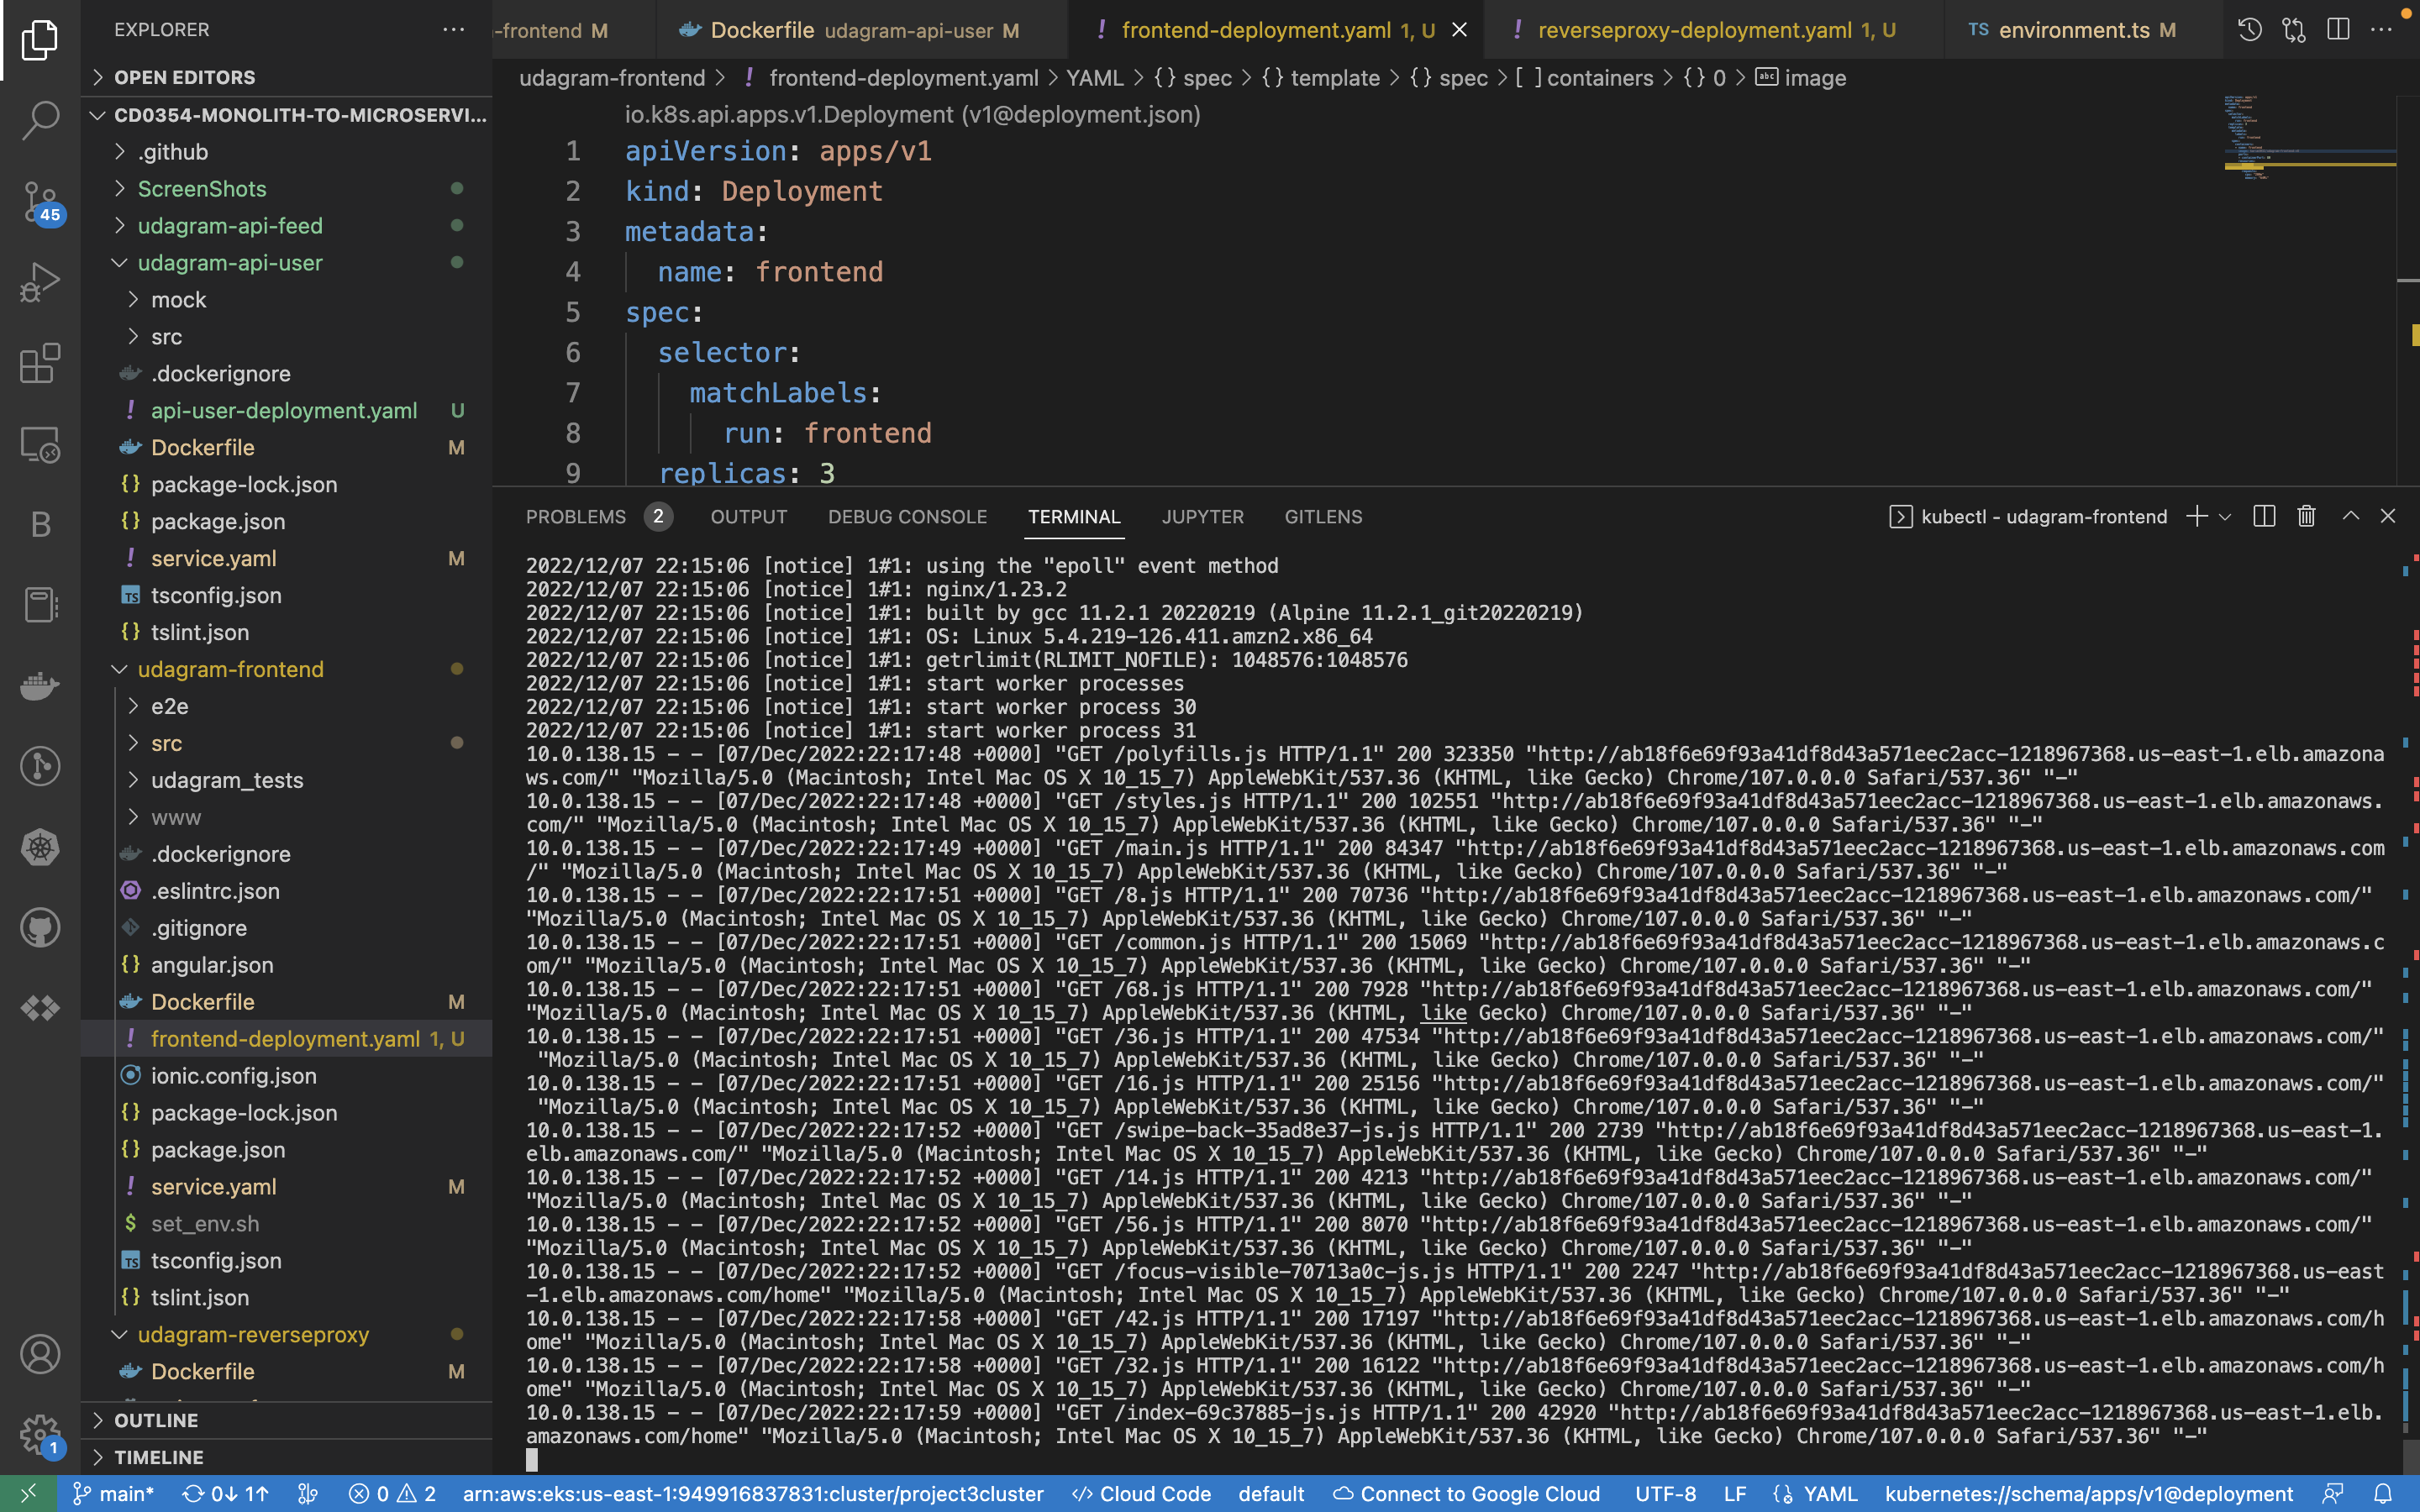 EXPLORER
OPEN EDITORS
CD0354-MONOLITH-TO-MICROSERVI...
.github
ScreenShots
udagram-api-feed
udagram-api-user
mock
src
.dockerignore
api-user-deployment.yaml U
Dockerfile M
package-lock.json
package.json
service.yaml M
tsconfig.json
tslint.json
udagram-frontend
e2e
src
udagram_tests
www
.dockerignore
.eslintrc.json
.gitignore
angular.json
Dockerfile M
frontend-deployment.yaml 1, U
ionic.config.json
package-lock.json
package.json
service.yaml M
set_env.sh
tsconfig.json
tslint.json
udagram-reverseproxy
Dockerfile M
OUTLINE
TIMELINE
45
1
-frontend M Dockerfile udagram-api-user M frontend-deployment.yaml 1, U reverseproxy-deployment.yaml 1, U TS environment.ts M
udagram-frontend > ! frontend-deployment.yaml > YAML > {} spec > {} template > {} spec > [ ] containers > {} 0 > abc image
io.k8s.api.apps.v1.Deployment (v1@deployment.json)
1 apiVersion: apps/v1
2 kind: Deployment
3 metadata:
4 name: frontend
5 spec:
6 selector:
7 matchLabels:
8 run: frontend
9 replicas: 3
PROBLEMS 2 OUTPUT DEBUG CONSOLE TERMINAL JUPYTER GITLENS kubectl - udagram-frontend
2022/12/07 22:15:06 [notice] 1#1: using the "epoll" event method
2022/12/07 22:15:06 [notice] 1#1: nginx/1.23.2
2022/12/07 22:15:06 [notice] 1#1: built by gcc 11.2.1 20220219 (Alpine 11.2.1_git20220219)
2022/12/07 22:15:06 [notice] 1#1: OS: Linux 5.4.219-126.411.amzn2.x86_64
2022/12/07 22:15:06 [notice] 1#1: getrlimit(RLIMIT_NOFILE): 1048576:1048576
2022/12/07 22:15:06 [notice] 1#1: start worker processes
2022/12/07 22:15:06 [notice] 1#1: start worker process 30
2022/12/07 22:15:06 [notice] 1#1: start worker process 31
10.0.138.15 - - [07/Dec/2022:22:17:48 +0000] "GET /polyfills.js HTTP/1.1" 200 323350 "http://ab18f6e69f93a41df8d43a571eec2acc-1218967368.us-east-1.elb.amazona
ws.com/" "Mozilla/5.0 (Macintosh; Intel Mac OS X 10_15_7) AppleWebKit/537.36 (KHTML, like Gecko) Chrome/107.0.0.0 Safari/537.36" "-"
10.0.138.15 - - [07/Dec/2022:22:17:48 +0000] "GET /styles.js HTTP/1.1" 200 102551 "http://ab18f6e69f93a41df8d43a571eec2acc-1218967368.us-east-1.elb.amazonaws.
com/" "Mozilla/5.0 (Macintosh; Intel Mac OS X 10_15_7) AppleWebKit/537.36 (KHTML, like Gecko) Chrome/107.0.0.0 Safari/537.36" "-"
10.0.138.15 - - [07/Dec/2022:22:17:49 +0000] "GET /main.js HTTP/1.1" 200 84347 "http://ab18f6e69f93a41df8d43a571eec2acc-1218967368.us-east-1.elb.amazonaws.com
/" "Mozilla/5.0 (Macintosh; Intel Mac OS X 10_15_7) AppleWebKit/537.36 (KHTML, like Gecko) Chrome/107.0.0.0 Safari/537.36" "-"
10.0.138.15 - - [07/Dec/2022:22:17:51 +0000] "GET /8.js HTTP/1.1" 200 70736 "http://ab18f6e69f93a41df8d43a571eec2acc-1218967368.us-east-1.elb.amazonaws.com/"
"Mozilla/5.0 (Macintosh; Intel Mac OS X 10_15_7) AppleWebKit/537.36 (KHTML, like Gecko) Chrome/107.0.0.0 Safari/537.36" "-"
10.0.138.15 - - [07/Dec/2022:22:17:51 +0000] "GET /common.js HTTP/1.1" 200 15069 "http://ab18f6e69f93a41df8d43a571eec2acc-1218967368.us-east-1.elb.amazonaws.c
om/" "Mozilla/5.0 (Macintosh; Intel Mac OS X 10_15_7) AppleWebKit/537.36 (KHTML, like Gecko) Chrome/107.0.0.0 Safari/537.36" "-"
10.0.138.15 - - [07/Dec/2022:22:17:51 +0000] "GET /68.js HTTP/1.1" 200 7928 "http://ab18f6e69f93a41df8d43a571eec2acc-1218967368.us-east-1.elb.amazonaws.com/"
"Mozilla/5.0 (Macintosh; Intel Mac OS X 10_15_7) AppleWebKit/537.36 (KHTML, like Gecko) Chrome/107.0.0.0 Safari/537.36" "-"
10.0.138.15 - - [07/Dec/2022:22:17:51 +0000] "GET /36.js HTTP/1.1" 200 47534 "http://ab18f6e69f93a41df8d43a571eec2acc-1218967368.us-east-1.elb.amazonaws.com/"
"Mozilla/5.0 (Macintosh; Intel Mac OS X 10_15_7) AppleWebKit/537.36 (KHTML, like Gecko) Chrome/107.0.0.0 Safari/537.36" "-"
10.0.138.15 - - [07/Dec/2022:22:17:51 +0000] "GET /16.js HTTP/1.1" 200 25156 "http://ab18f6e69f93a41df8d43a571eec2acc-1218967368.us-east-1.elb.amazonaws.com/"
"Mozilla/5.0 (Macintosh; Intel Mac OS X 10_15_7) AppleWebKit/537.36 (KHTML, like Gecko) Chrome/107.0.0.0 Safari/537.36" "-"
10.0.138.15 - - [07/Dec/2022:22:17:52 +0000] "GET /swipe-back-35ad8e37-js.js HTTP/1.1" 200 2739 "http://ab18f6e69f93a41df8d43a571eec2acc-1218967368.us-east-1.
elb.amazonaws.com/" "Mozilla/5.0 (Macintosh; Intel Mac OS X 10_15_7) AppleWebKit/537.36 (KHTML, like Gecko) Chrome/107.0.0.0 Safari/537.36" "-"
10.0.138.15 - - [07/Dec/2022:22:17:52 +0000] "GET /14.js HTTP/1.1" 200 4213 "http://ab18f6e69f93a41df8d43a571eec2acc-1218967368.us-east-1.elb.amazonaws.com/"
"Mozilla/5.0 (Macintosh; Intel Mac OS X 10_15_7) AppleWebKit/537.36 (KHTML, like Gecko) Chrome/107.0.0.0 Safari/537.36" "-"
10.0.138.15 - - [07/Dec/2022:22:17:52 +0000] "GET /56.js HTTP/1.1" 200 8070 "http://ab18f6e69f93a41df8d43a571eec2acc-1218967368.us-east-1.elb.amazonaws.com/"
"Mozilla/5.0 (Macintosh; Intel Mac OS X 10_15_7) AppleWebKit/537.36 (KHTML, like Gecko) Chrome/107.0.0.0 Safari/537.36" "-"
10.0.138.15 - - [07/Dec/2022:22:17:52 +0000] "GET /focus-visible-70713a0c-js.js HTTP/1.1" 200 2247 "http://ab18f6e69f93a41df8d43a571eec2acc-1218967368.us-east
-1.elb.amazonaws.com/home" "Mozilla/5.0 (Macintosh; Intel Mac OS X 10_15_7) AppleWebKit/537.36 (KHTML, like Gecko) Chrome/107.0.0.0 Safari/537.36" "-"
10.0.138.15 - - [07/Dec/2022:22:17:58 +0000] "GET /42.js HTTP/1.1" 200 17197 "http://ab18f6e69f93a41df8d43a571eec2acc-1218967368.us-east-1.elb.amazonaws.com/h
ome" "Mozilla/5.0 (Macintosh; Intel Mac OS X 10_15_7) AppleWebKit/537.36 (KHTML, like Gecko) Chrome/107.0.0.0 Safari/537.36" "-"
10.0.138.15 - - [07/Dec/2022:22:17:58 +0000] "GET /32.js HTTP/1.1" 200 16122 "http://ab18f6e69f93a41df8d43a571eec2acc-1218967368.us-east-1.elb.amazonaws.com/h
ome" "Mozilla/5.0 (Macintosh; Intel Mac OS X 10_15_7) AppleWebKit/537.36 (KHTML, like Gecko) Chrome/107.0.0.0 Safari/537.36" "-"
10.0.138.15 - - [07/Dec/2022:22:17:59 +0000] "GET /index-69c37885-js.js HTTP/1.1" 200 42920 "http://ab18f6e69f93a41df8d43a571eec2acc-1218967368.us-east-1.elb.
amazonaws.com/home" "Mozilla/5.0 (Macintosh; Intel Mac OS X 10_15_7) AppleWebKit/537.36 (KHTML, like Gecko) Chrome/107.0.0.0 Safari/537.36" "-"
main* 0↓ 1↑ 0 2 arn:aws:eks:us-east-1:949916837831:cluster/project3cluster </> Cloud Code default Connect to Google Cloud UTF-8 LF YAML kubernetes://schema/apps/v1@deployment